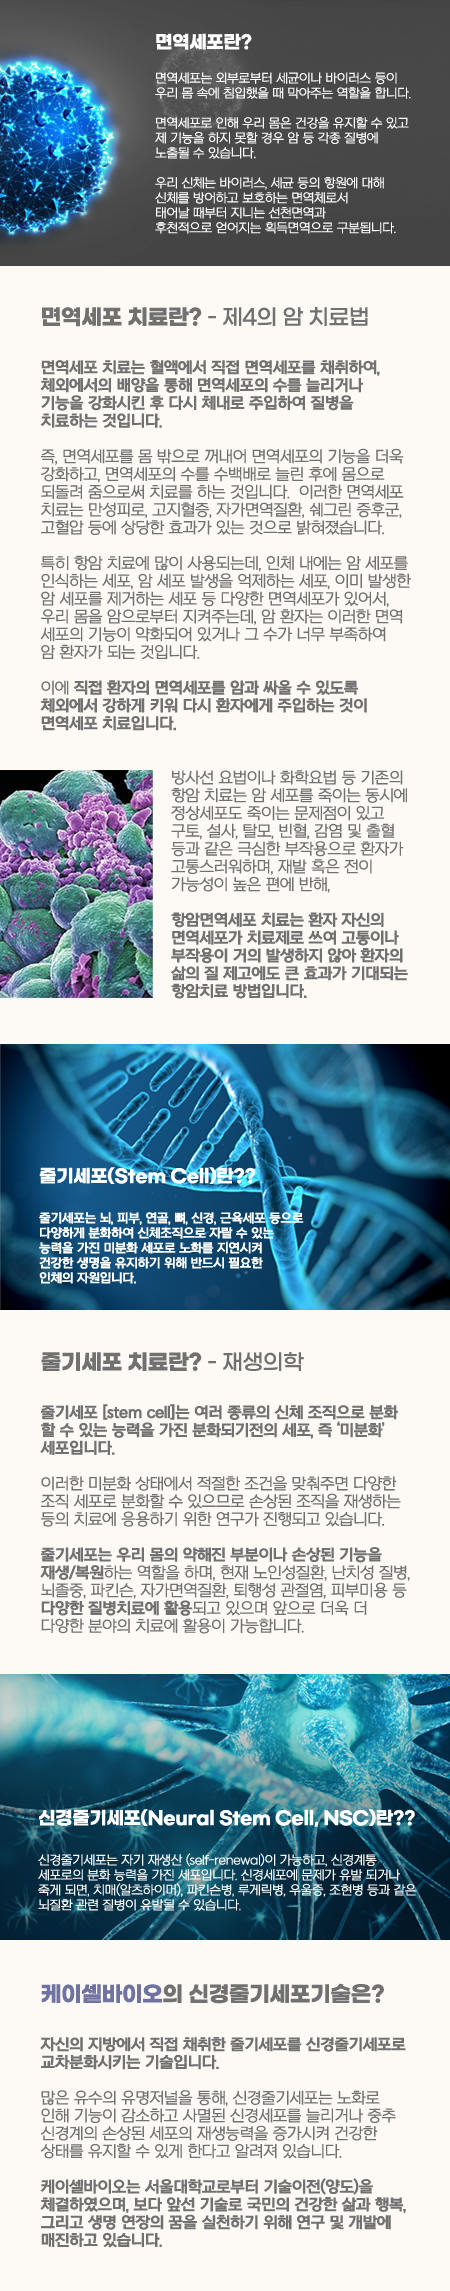 면역세포란?
면역세포는 외부로부터 세균이나 바이러스 등이
우리 몸 속에 침입했을 때 막아주는 역할을 합니다.
면역세포로 인해 우리 몸은 건강을 유지할 수 있고
제 기능을 하지 못할 경우 암 등 각종 질병에
노출될 수 있습니다.
우리 신체는 바이러스, 세균 등의 항원에 대해
신체를 방어하고 보호하는 면역체로서
태어날 때부터 지니는 선천면역과
후천적으로 얻어지는 획득면역으로 구분됩니다.
면역세포 치료란? - 제4의 암 치료법
면역세포 치료는 혈액에서 직접 면역세포를 채취하여,
체외에서의 배양을 통해 면역세포의 수를 늘리거나
기능을 강화시킨 후 다시 체내로 주입하여 질병을
치료하는 것입니다.
즉, 면역세포를 몸 밖으로 꺼내어 면역세포의 기능을 더욱
강화하고, 면역세포의 수를 수백배로 늘린 후에 몸으로
되돌려 줌으로써 치료를 하는 것입니다. 이러한 면역세포
치료는 만성피로, 고지혈증, 자가면역질환, 쉐그린 증후군,
고혈압 등에 상당한 효과가 있는 것으로 밝혀졌습니다.
특히 항암 치료에 많이 사용되는데, 인체 내에는 암 세포를
인식하는 세포, 암 세포 발생을 억제하는 세포, 이미 발생한
암 세포를 제거하는 세포 등 다양한 면역세포가 있어서,
우리 몸을 암으로부터 지켜주는데, 암 환자는 이러한 면역
세포의 기능이 약화되어 있거나 그 수가 너무 부족하여
암 환자가 되는 것입니다.
이에 직접 환자의 면역세포를 암과 싸울 수 있도록
체외에서 강하게 키워 다시 환자에게 주입하는 것이
면역세포 치료입니다.
방사선 요법이나 화학요법 등 기존의
항암 치료는 암 세포를 죽이는 동시에
정상세포도 죽이는 문제점이 있고
구토, 설사, 탈모, 빈혈, 감염 및 출혈
등과 같은 극심한 부작용으로 환자가
고통스러워하며, 재발 혹은 전이
가능성이 높은 편에 반해,
항암면역세포 치료는 환자 자신의
면역세포가 치료제로 쓰여 고통이나
부작용이 거의 발생하지 않아 환자의
삶의 질 제고에도 큰 효과가 기대되는
항암치료 방법입니다.
줄기세포(Stem Cell)란??
줄기세포는 뇌, 피부, 연골, 뼈, 신경, 근육세포 등으로
다양하게 분화하여 신체조직으로 자랄 수 있는
능력을 가진 미분화 세포로 노화를 지연시켜
건강한 생명을 유지하기 위해 반드시 필요한
인체의 자원입니다.
줄기세포 치료란? - 재생의학
줄기세포 [stem cell]는 여러 종류의 신체 조직으로 분화
할 수 있는 능력을 가진 분화되기전의 세포, 즉 ‘미분화’
세포입니다.
이러한 미분화 상태에서 적절한 조건을 맞춰주면 다양한
조직 세포로 분화할 수 있으므로 손상된 조직을 재생하는
등의 치료에 응용하기 위한 연구가 진행되고 있습니다.
줄기세포는 우리 몸의 약해진 부분이나 손상된 기능을
재생/복원하는 역할을 하며, 현재 노인성질환, 난치성 질병,
뇌졸중, 파킨슨, 자가면역질환, 퇴행성 관절염, 피부미용 등
다양한 질병치료에 활용되고 있으며 앞으로 더욱 더
다양한 분야의 치료에 활용이 가능합니다.
신경줄기세포(Neural Stem Cell, NSC)란??
신경줄기세포는 자기 재생산 (self-renewal)이 가능하고, 신경계통
세포로의 분화 능력을 가진 세포입니다. 신경세포에 문제가 유발 되거나
죽게 되면, 치매(알츠하이머), 파킨슨병, 루게릭병, 우울증, 조현병 등과 같은
뇌질환 관련 질병이 유발될 수 있습니다.
케이셀바이오의 신경줄기세포기술은?
자신의 지방에서 직접 채취한 줄기세포를 신경줄기세포로
교차분화시키는 기술입니다.
많은 유수의 유명저널을 통해, 신경줄기세포는 노화로
인해 기능이 감소하고 사멸된 신경세포를 늘리거나 중추
신경계의 손상된 세포의 재생능력을 증가시켜 건강한
상태를 유지할 수 있게 한다고 알려져 있습니다.
케이셀바이오는 서울대학교로부터 기술이전(양도)을
체결하였으며, 보다 앞선 기술로 국민의 건강한 삶과 행복,
그리고 생명 연장의 꿈을 실천하기 위해 연구 및 개발에
매진하고 있습니다.